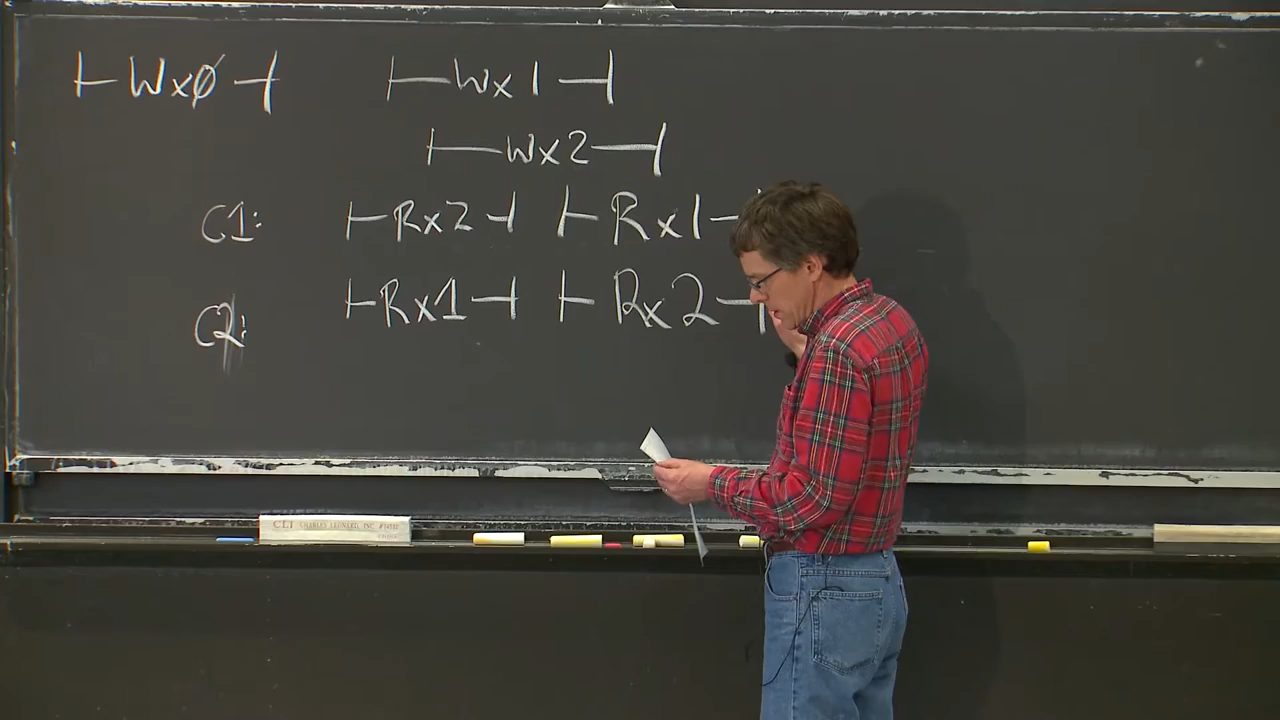 ⊢ Wxø ⊣ ⊢ Wx1 ⊣
⊢ Wx2 ⊣
C1: ⊢ Rx2 ⊣ ⊢ Rx1 ⊣
C2: ⊢ Rx1 ⊣ ⊢ Rx2 ⊣